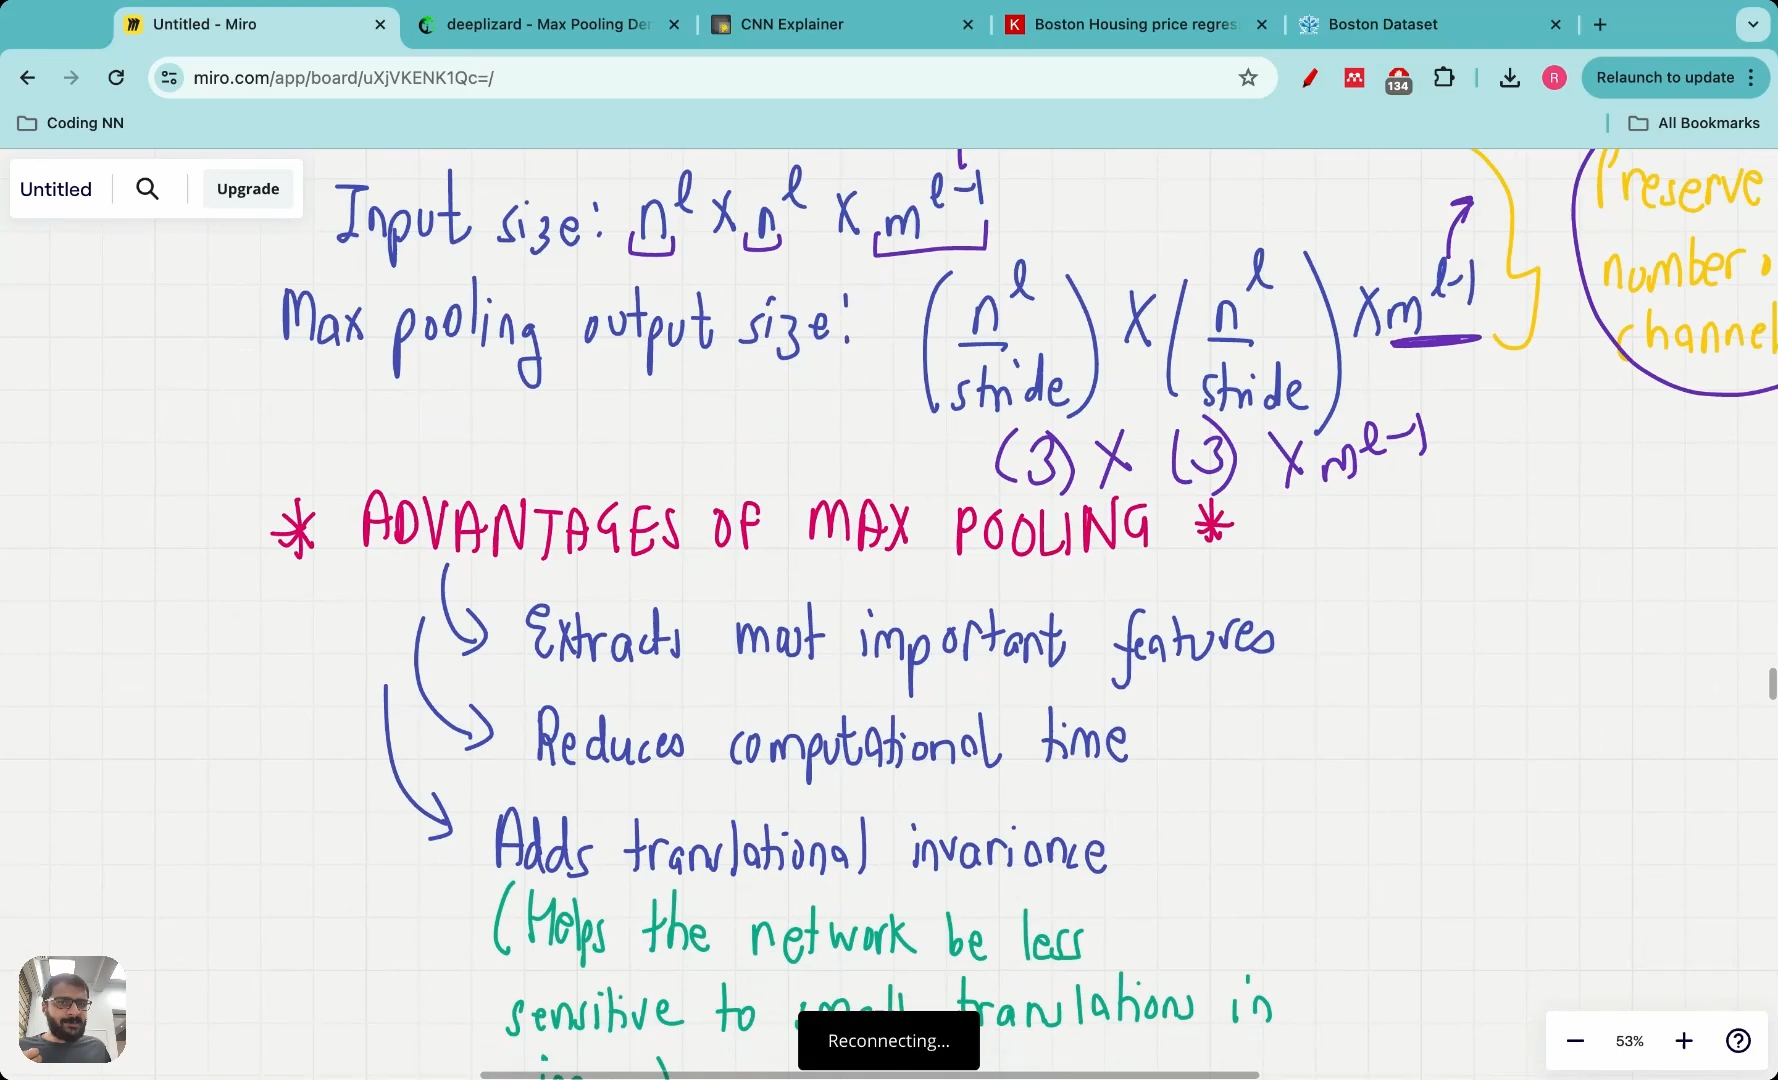 Untitled - Miro
deeplizard - Max Pooling De
CNN Explainer
Boston Housing price regres
Boston Dataset
miro.com/app/board/uXjVKENK1Qc=/
134
R
Relaunch to update
Coding NN
All Bookmarks
Untitled
Upgrade
Input size: n^l x n^l x m^l-1
Preserve
number
channel
Max pooling output size: (n^l / stride) x (n^l / stride) x m^l-1
(3) x (3) x m^l-1
* ADVANTAGES OF MAX POOLING *
Extracts most important features
Reduces computational time
Adds translational invariance
(Helps the network be less
sensitive to small translations in
Reconnecting...
53%